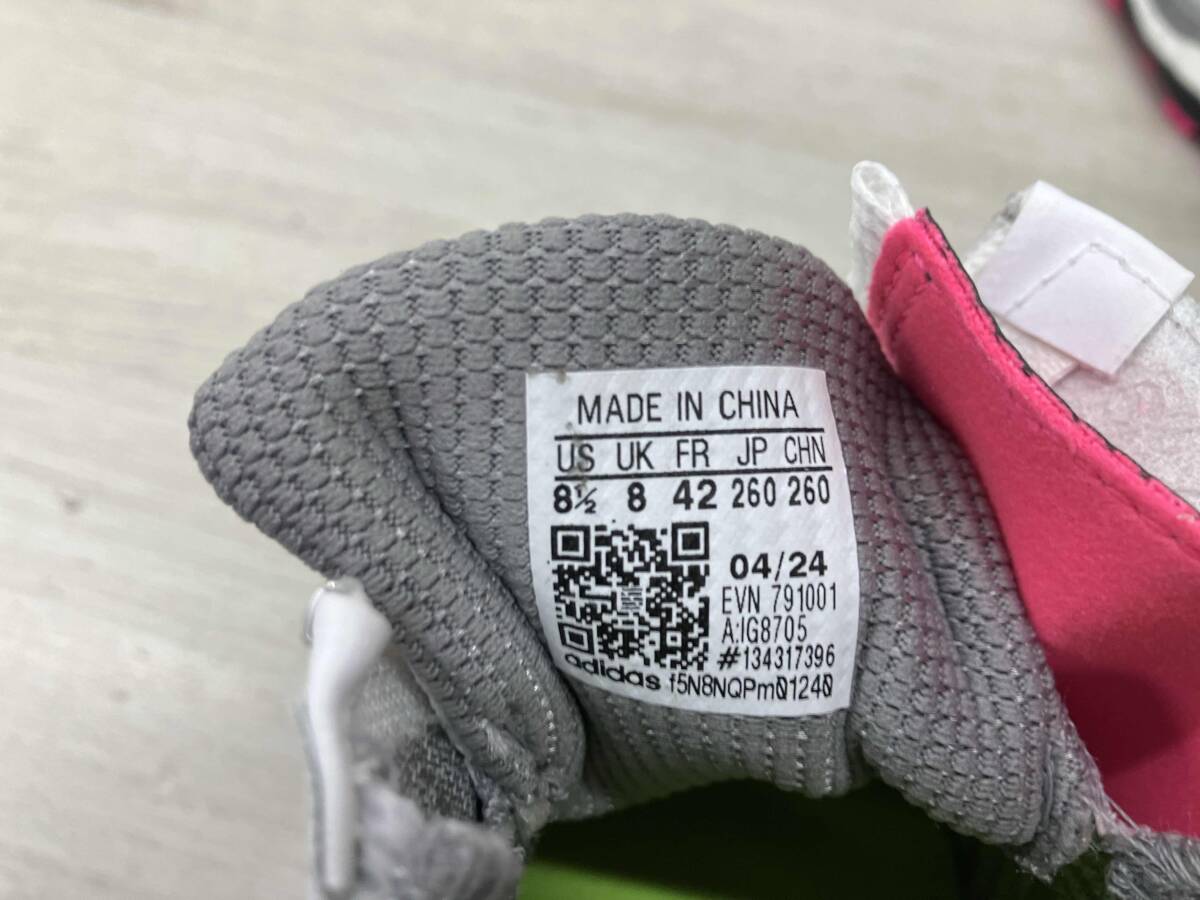 MADE IN CHINA
US UK FR JP CHN
8½ 8 42 260 260
04/24
EVN 791001
A:IG8705
#134317396
adidas f5N8NQPm01240